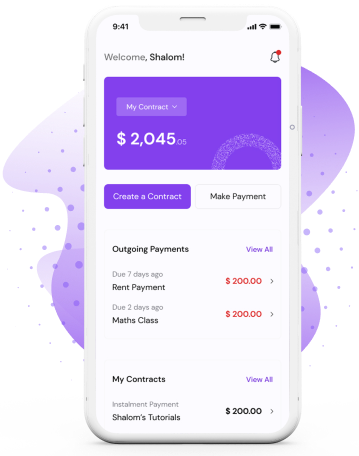 9:41
Welcome, Shalom!
My Contract
$ 2,045.05
Create a Contract
Make Payment
Outgoing Payments
View All
Due 7 days ago
Rent Payment
$ 200.00
Due 2 days ago
Maths Class
$ 200.00
My Contracts
View All
Instalment Payment
Shalom's Tutorials
$ 200.00